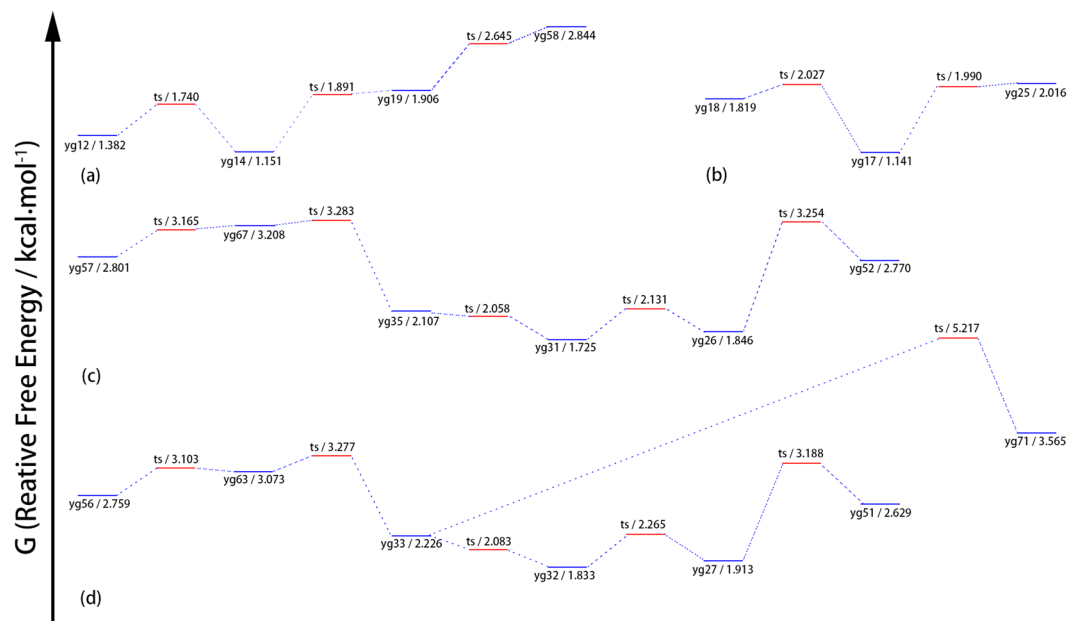 G (Reative Free Energy / kcal·mol⁻¹)
ts / 1.740
ts / 1.891
ts / 2.645
yg58 / 2.844
yg12 / 1.382
yg14 / 1.151
yg19 / 1.906
(a)
ts / 2.027
ts / 1.990
yg18 / 1.819
yg17 / 1.141
yg25 / 2.016
(b)
ts / 3.165
yg67 / 3.208
ts / 3.283
yg57 / 2.801
yg35 / 2.107
ts / 2.058
yg31 / 1.725
ts / 2.131
yg26 / 1.846
ts / 3.254
yg52 / 2.770
(c)
ts / 5.217
yg71 / 3.565
ts / 3.103
yg63 / 3.073
ts / 3.277
yg56 / 2.759
yg33 / 2.226
ts / 2.083
yg32 / 1.833
ts / 2.265
yg27 / 1.913
ts / 3.188
yg51 / 2.629
(d)